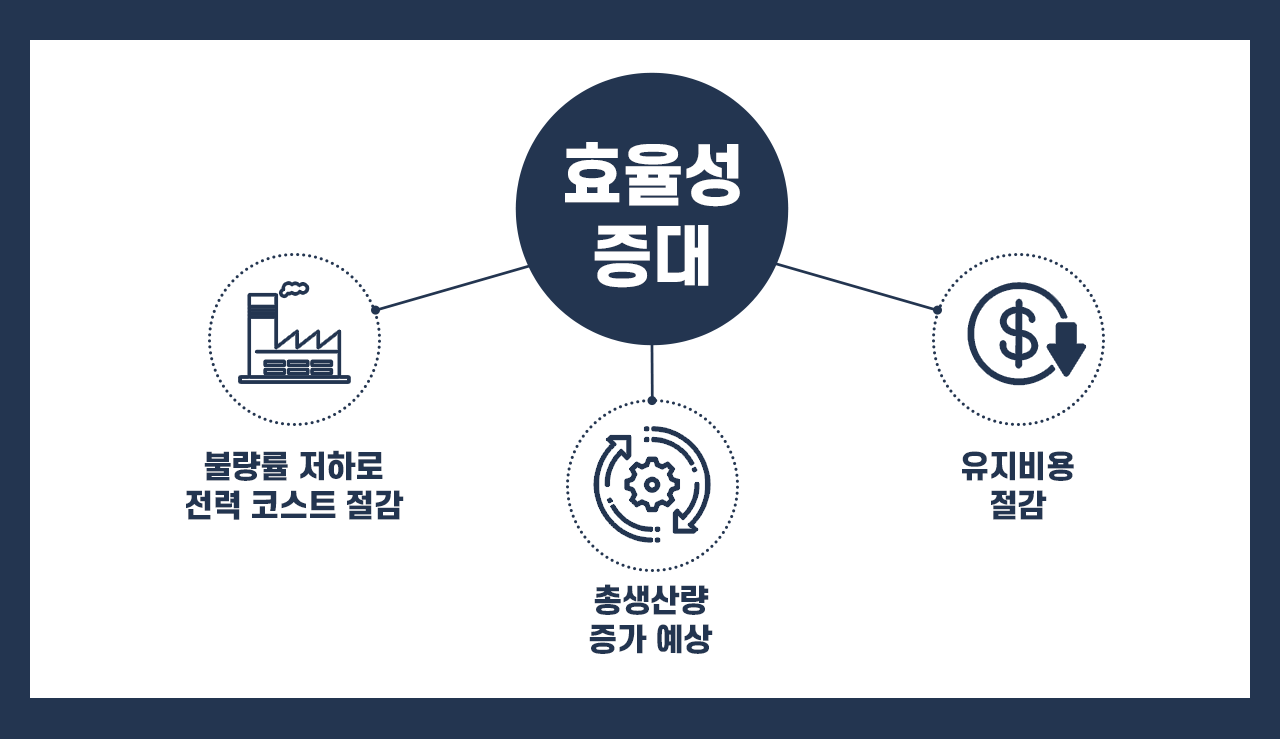 효율성
증대
불량률 저하로
전력 코스트 절감
총생산량
증가 예상
유지비용
절감